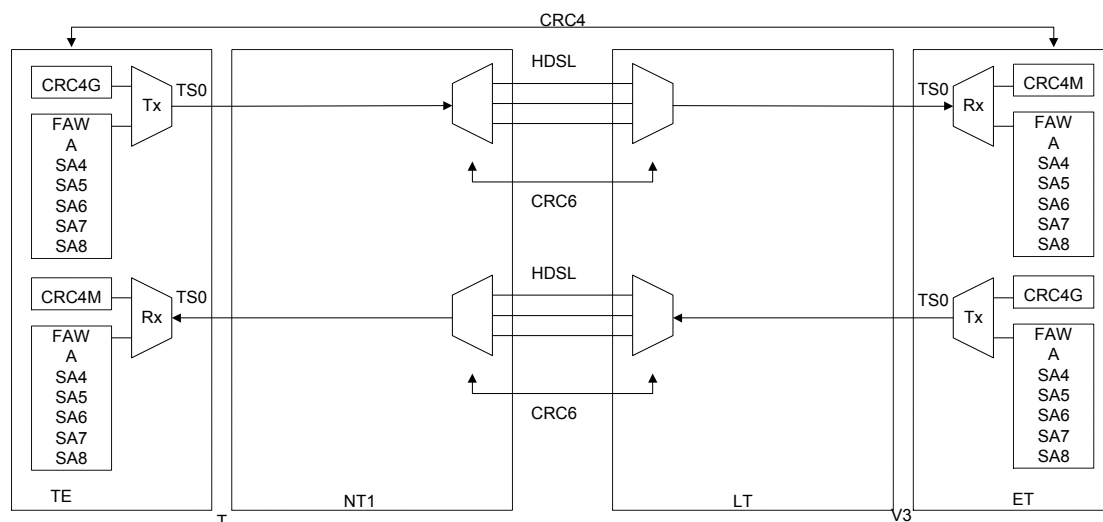 CRC4
HDSL
CRC4G
Tx
TS0
FAW
A
SA4
SA5
SA6
SA7
SA8
CRC6
TS0
Rx
CRC4M
FAW
A
SA4
SA5
SA6
SA7
SA8
CRC4M
Rx
TS0
FAW
A
SA4
SA5
SA6
SA7
SA8
HDSL
CRC6
TS0
Tx
CRC4G
FAW
A
SA4
SA5
SA6
SA7
SA8
TE
T
NT1
LT
V3
ET